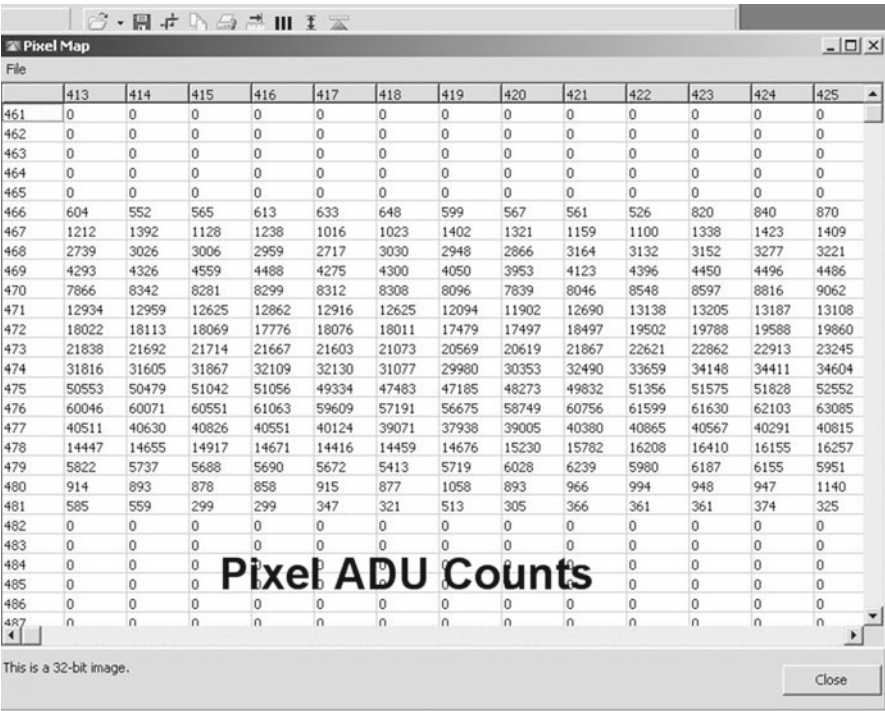 Pixel Map
File
413 414 415 416 417 418 419 420 421 422 423 424 425
461 0 0 0 0 0 0 0 0 0 0 0 0 0
462 0 0 0 0 0 0 0 0 0 0 0 0 0
463 0 0 0 0 0 0 0 0 0 0 0 0 0
464 0 0 0 0 0 0 0 0 0 0 0 0 0
465 0 0 0 0 0 0 0 0 0 0 0 0 0
466 604 552 565 613 633 648 599 567 561 526 820 840 870
467 1212 1392 1128 1238 1016 1023 1402 1321 1159 1100 1338 1423 1409
468 2739 3026 3006 2959 2717 3030 2948 2866 3164 3132 3152 3277 3221
469 4293 4326 4559 4488 4275 4300 4050 3953 4123 4396 4450 4496 4486
470 7866 8342 8281 8299 8312 8308 8096 7839 8046 8548 8597 8816 9062
471 12934 12959 12625 12862 12916 12625 12094 11902 12690 13138 13205 13187 13108
472 18022 18113 18069 17776 18076 18011 17479 17497 18497 19502 19788 19588 19860
473 21838 21692 21714 21667 21603 21073 20569 20619 21867 22621 22862 22913 23245
474 31816 31605 31867 32109 32130 31077 29980 30353 32490 33659 34148 34411 34604
475 50553 50479 51042 51056 49334 47483 47185 48273 49832 51356 51575 51828 52552
476 60046 60071 60551 61063 59609 57191 56675 58749 60756 61599 61630 62103 63085
477 40511 40630 40826 40551 40124 39071 37938 39005 40380 40865 40567 40291 40815
478 14447 14655 14917 14671 14416 14459 14676 15230 15782 16208 16410 16155 16257
479 5822 5737 5688 5690 5672 5413 5719 6028 6239 5980 6187 6155 5951
480 914 893 878 858 915 877 1058 893 966 994 948 947 1140
481 585 559 299 299 347 321 513 305 366 361 361 374 325
482 0 0 0 0 0 0 0 0 0 0 0 0 0
483 0 0 0 0 0 0 0 0 0 0 0 0 0
484 0 0 0 0 0 0 0 0 0 0 0 0 0
Pixel ADU Counts
485 0 0 0 0 0 0 0 0 0 0 0 0 0
486 0 0 0 0 0 0 0 0 0 0 0 0 0
487 0 0 0 0 0 0 0 0 0 0 0 0 0
This is a 32-bit image.
Close